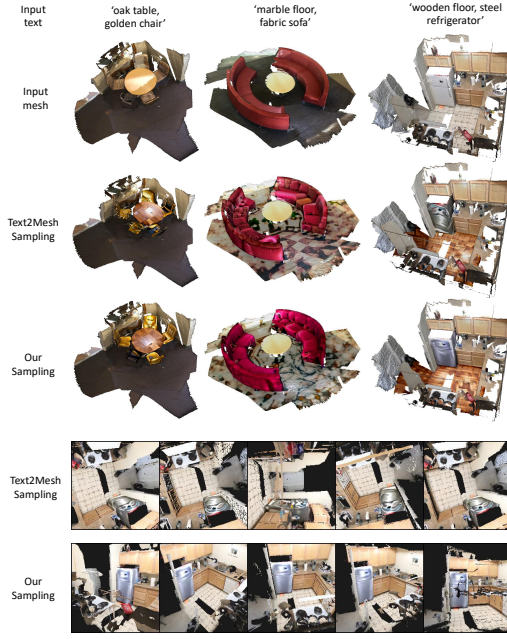 Input
text
‘oak table,
golden chair’
‘marble floor,
fabric sofa’
‘wooden floor, steel
refrigerator’
Input
mesh
Text2Mesh
Sampling
Our
Sampling
Text2Mesh
Sampling
Our
Sampling